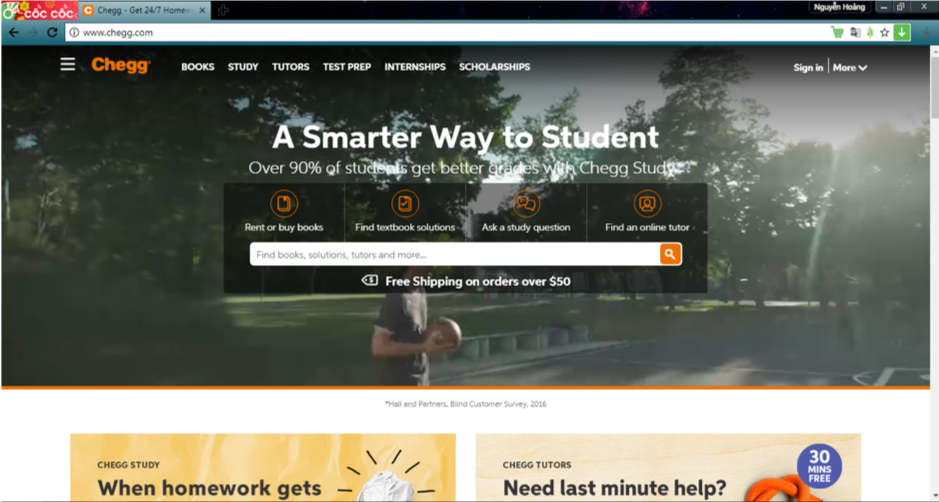 CỐC CỐC
Chegg - Get 24/7 Homew
Nguyễn Hoàng
www.chegg.com
Chegg
BOOKS STUDY TUTORS TEST PREP INTERNSHIPS SCHOLARSHIPS
Sign in | More
A Smarter Way to Student
Over 90% of students get better grades with Chegg Study.*
Rent or buy books
Find textbook solutions
Ask a study question
Find an online tutor
Find books, solutions, tutors and more...
Free Shipping on orders over $50
*Hall and Partners, Blind Customer Survey, 2016
CHEGG STUDY
When homework gets
CHEGG TUTORS
Need last minute help?
30
MINS
FREE